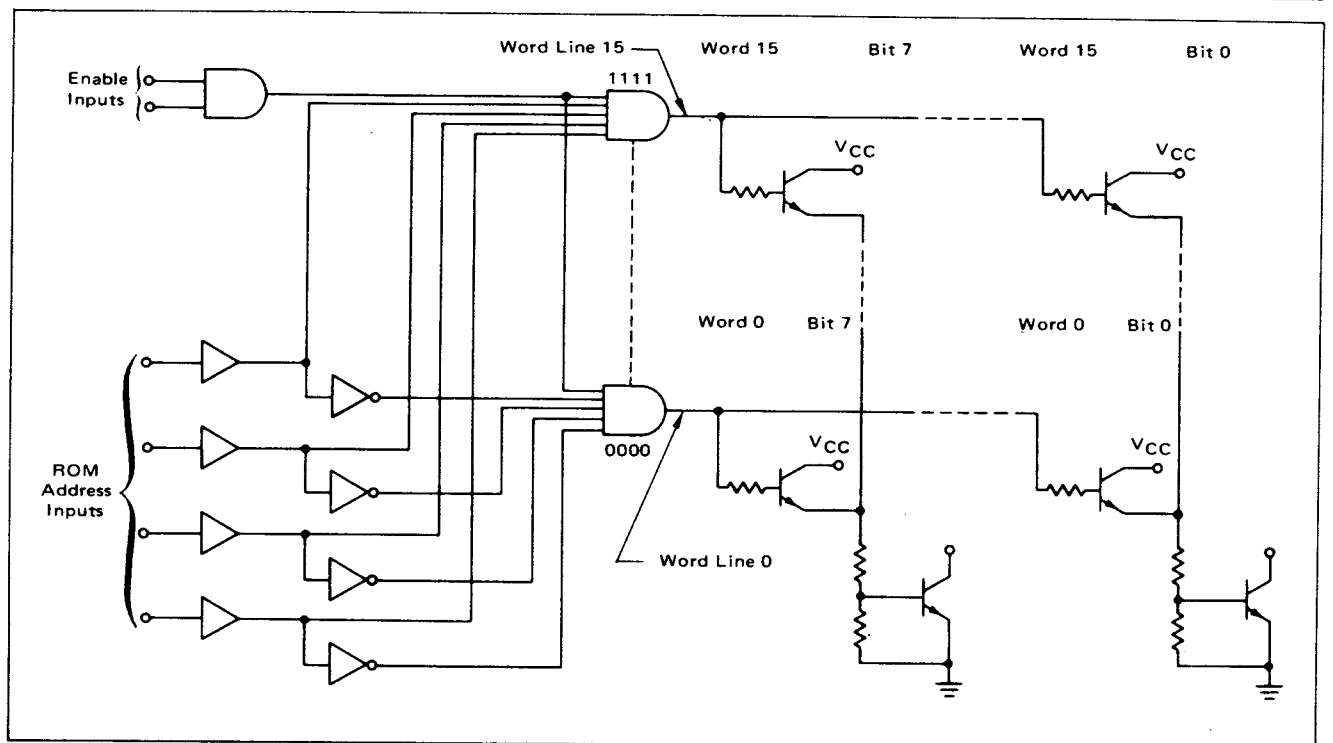 Word Line 15 Word 15 Bit 7 Word 15 Bit 0
Enable
Inputs
1111
VCC
VCC
Word 0 Bit 7 Word 0 Bit 0
0000
VCC
VCC
ROM
Address
Inputs
Word Line 0